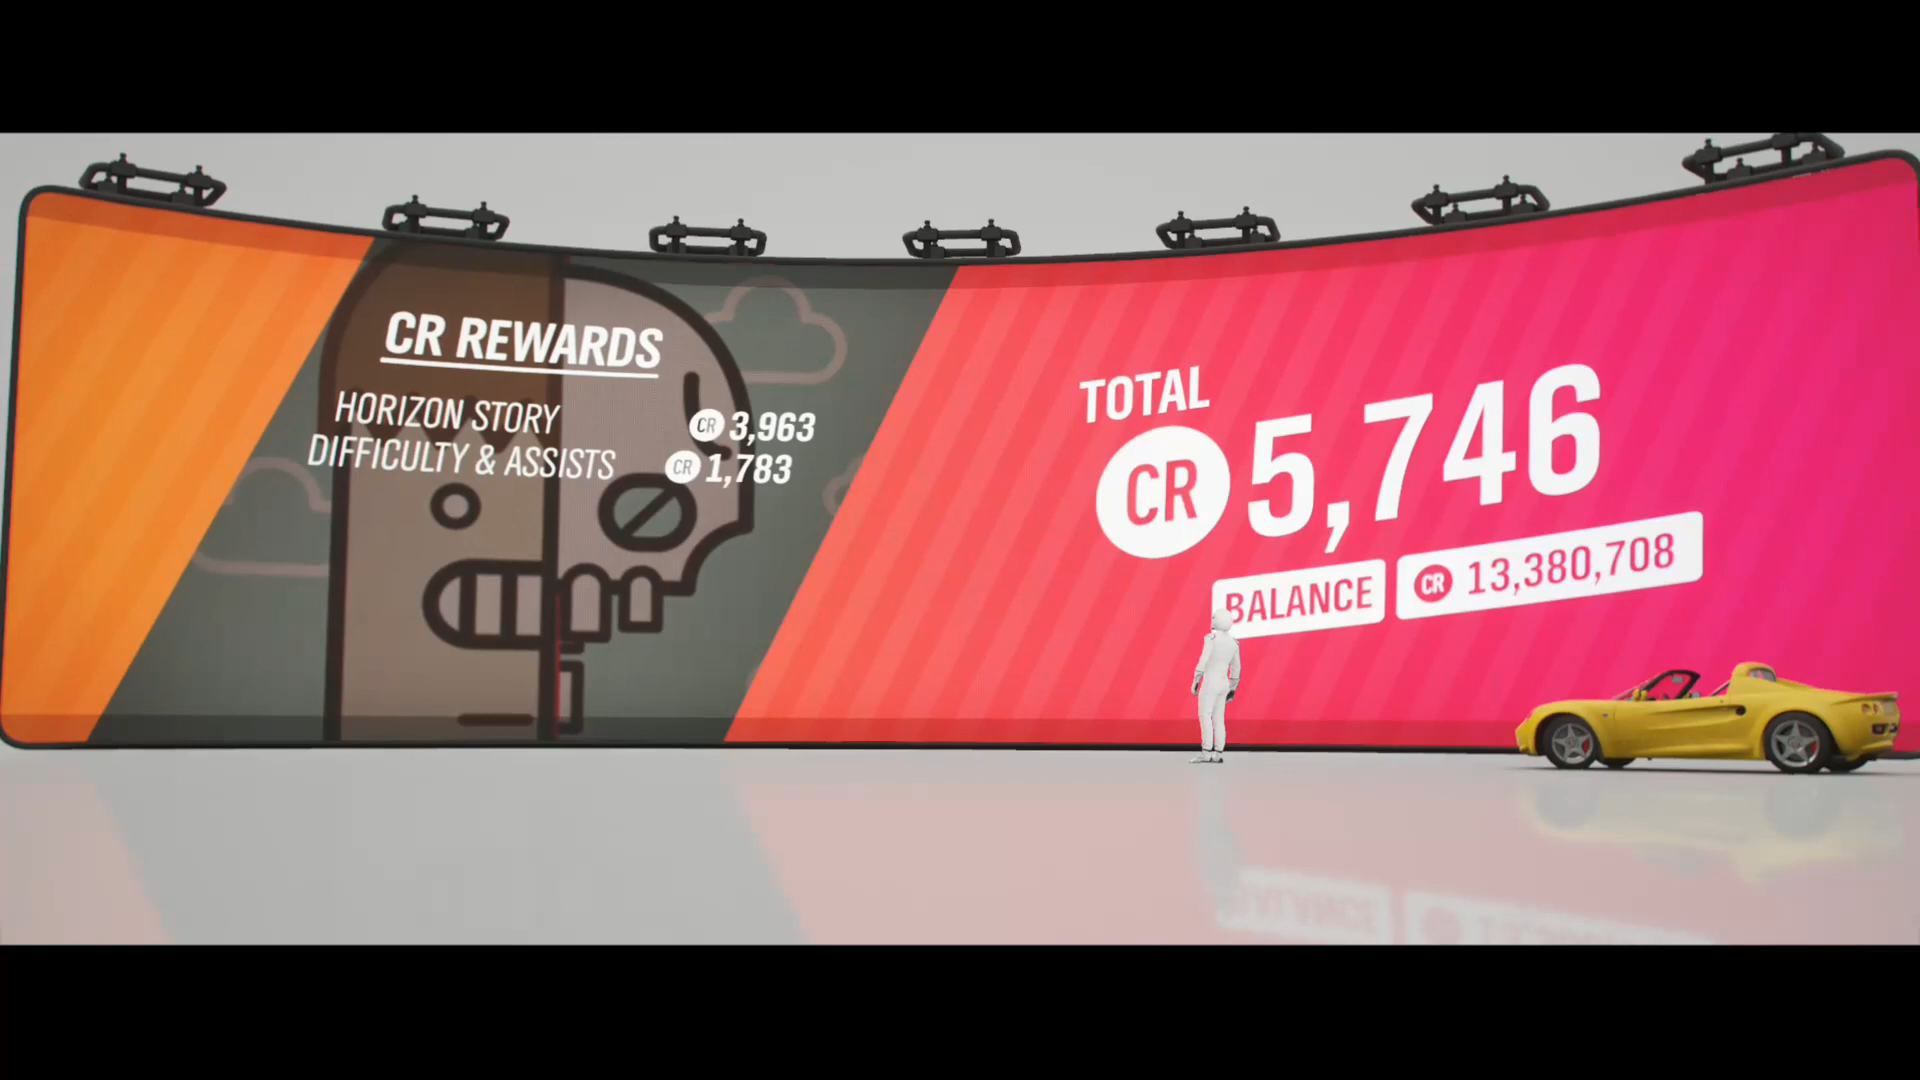 CR REWARDS
HORIZON STORY CR 3,963
DIFFICULTY & ASSISTS CR 1,783
TOTAL
CR 5,746
BALANCE CR 13,380,708